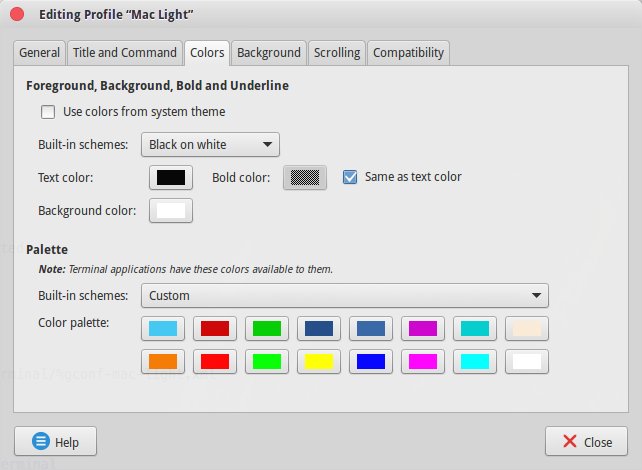 Editing Profile “Mac Light”
General Title and Command Colors Background Scrolling Compatibility
Foreground, Background, Bold and Underline
Use colors from system theme
Built-in schemes: Black on white
Text color: Bold color: Same as text color
Background color:
Palette
Note: Terminal applications have these colors available to them.
Built-in schemes: Custom
Color palette:
Help Close